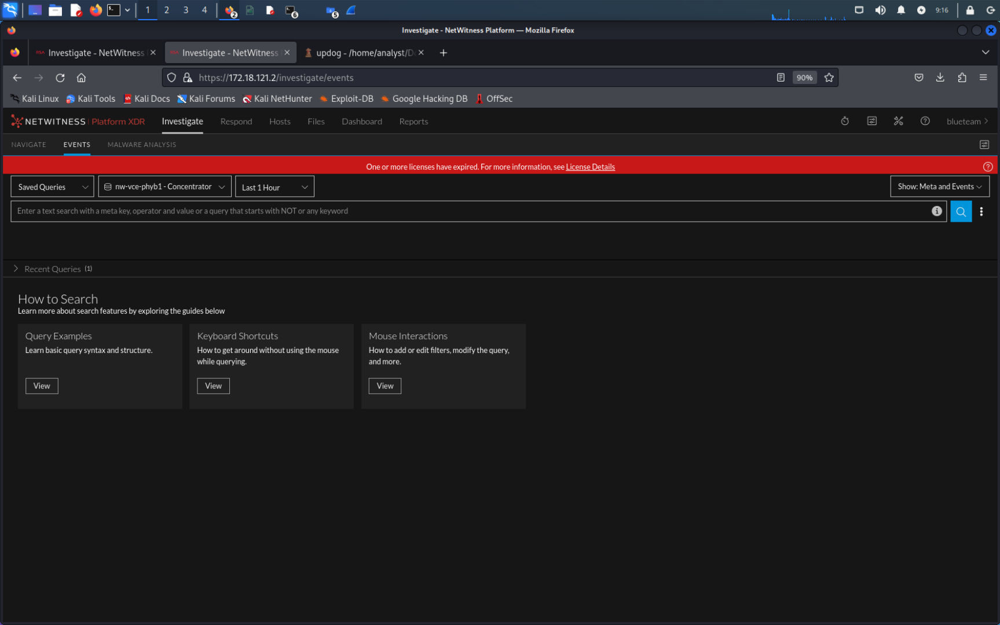 1 2 3 4 2 6 5 9:16
Investigate - NetWitness Platform — Mozilla Firefox
RSA Investigate - NetWitness RSA Investigate - NetWitness updog - /home/analyst/D
https://172.18.121.2/investigate/events 90%
Kali Linux Kali Tools Kali Docs Kali Forums Kali NetHunter Exploit-DB Google Hacking DB OffSec
NETWITNESS Platform XDR Investigate Respond Hosts Files Dashboard Reports blueteam
NAVIGATE EVENTS MALWARE ANALYSIS
One or more licenses have expired. For more information, see License Details
Saved Queries nw-vce-phyb1 - Concentrator Last 1 Hour Show: Meta and Events
Enter a text search with a meta key, operator and value or a query that starts with NOT or any keyword
Recent Queries (1)
How to Search
Learn more about search features by exploring the guides below
Query Examples
Learn basic query syntax and structure.
View
Keyboard Shortcuts
How to get around without using the mouse
while querying.
View
Mouse Interactions
How to add or edit filters, modify the query,
and more.
View